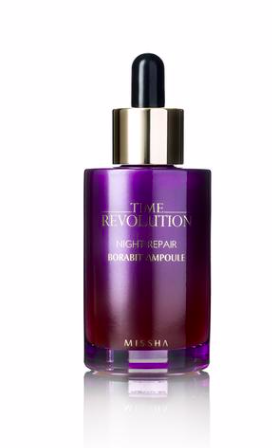 TIME
REVOLUTION
NIGHT REPAIR
BORABIT AMPOULE
MISSHA